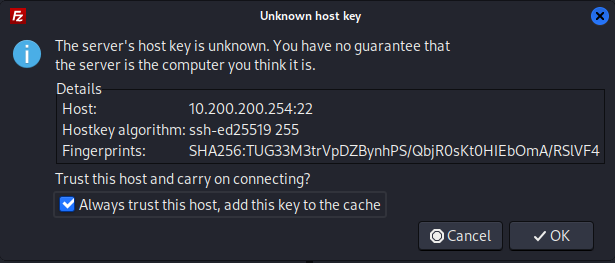 Unknown host key
The server's host key is unknown. You have no guarantee that
the server is the computer you think it is.
Details
Host: 10.200.200.254:22
Hostkey algorithm: ssh-ed25519 255
Fingerprints: SHA256:TUG33M3trVpDZBynhPS/QbjR0sKt0HIEbOmA/RSlVF4
Trust this host and carry on connecting?
Always trust this host, add this key to the cache
Cancel OK